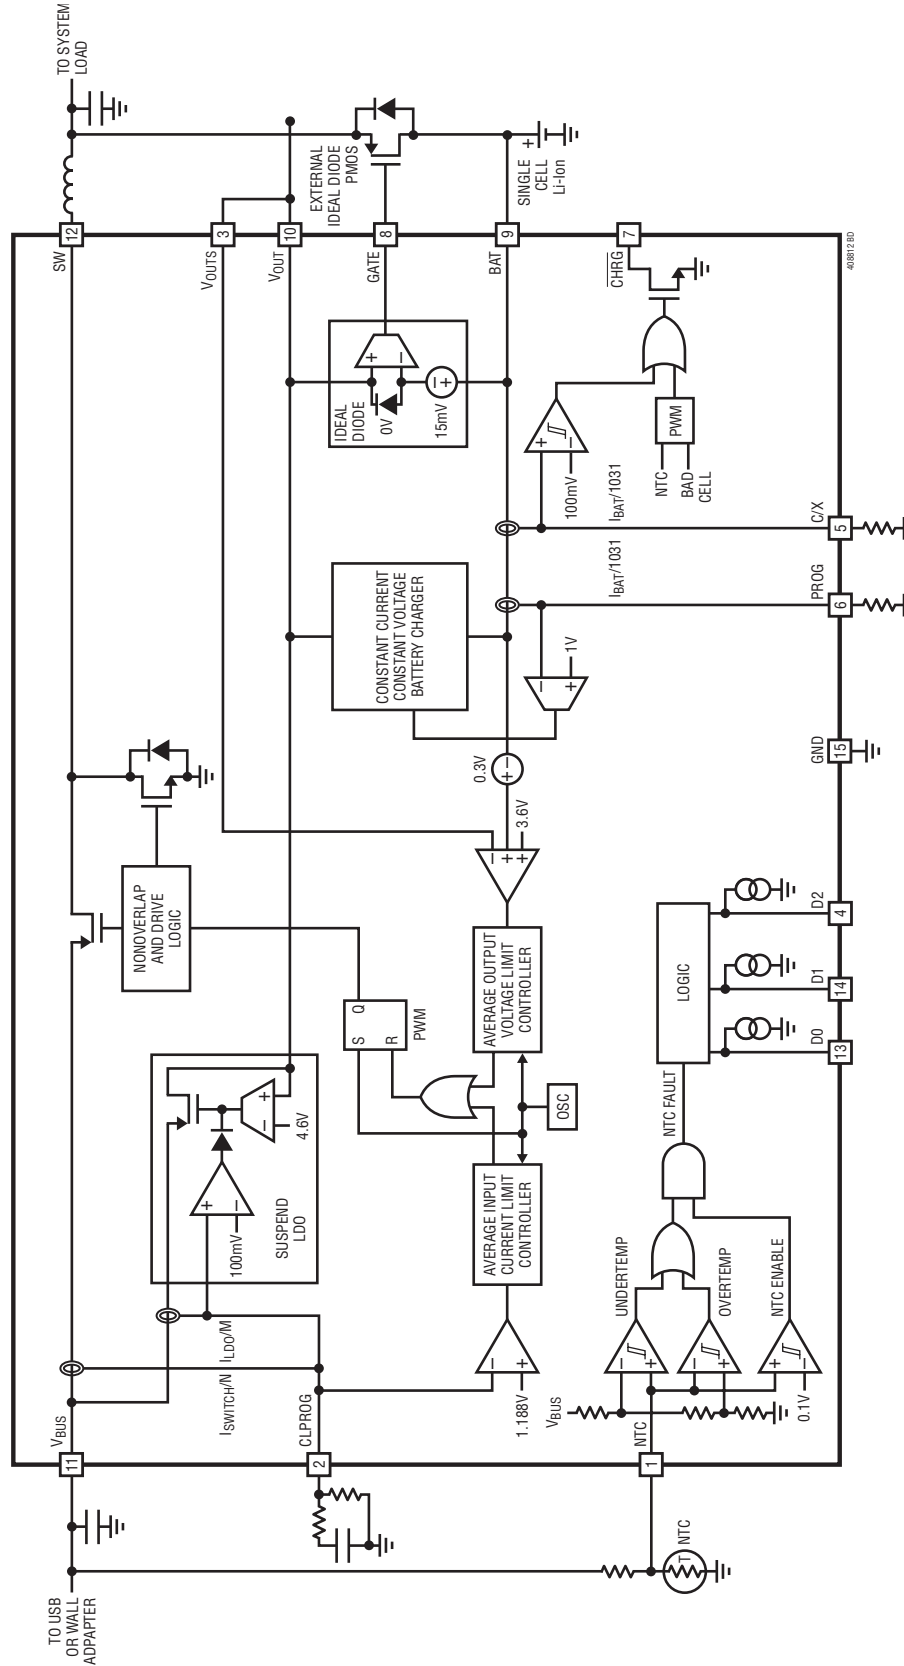 TO USB
OR WALL
ADPAPTER
11
VBUS
SW
12
TO SYSTEM
LOAD
ISWITCH/N
ILDO/M
100mV
+
−
SUSPEND
LDO
−
+
4.6V
NONOVERLAP
AND DRIVE
LOGIC
VOUTS
3
VOUT
10
2
CLPROG
S
Q
R
PWM
CONSTANT CURRENT
CONSTANT VOLTAGE
BATTERY CHARGER
IDEAL
DIODE
0V
+
−
− +
15mV
GATE
8
EXTERNAL
IDEAL DIODE
PMOS
−
+
1.188V
AVERAGE INPUT
CURRENT LIMIT
CONTROLLER
OSC
AVERAGE OUTPUT
VOLTAGE LIMIT
CONTROLLER
−
+
+
3.6V
0.3V
+ −
−
+
1V
BAT
9
+
SINGLE
CELL
Li-Ion
IBAT/1031
IBAT/1031
100mV
+
−
NTC
BAD
CELL
PWM
CHRG
7
T
NTC
1
NTC
VBUS
−
+
UNDERTEMP
−
+
OVERTEMP
+
−
0.1V
NTC ENABLE
NTC FAULT
LOGIC
D0
13
D1
14
D2
4
GND
15
PROG
6
C/X
5
408812 BD